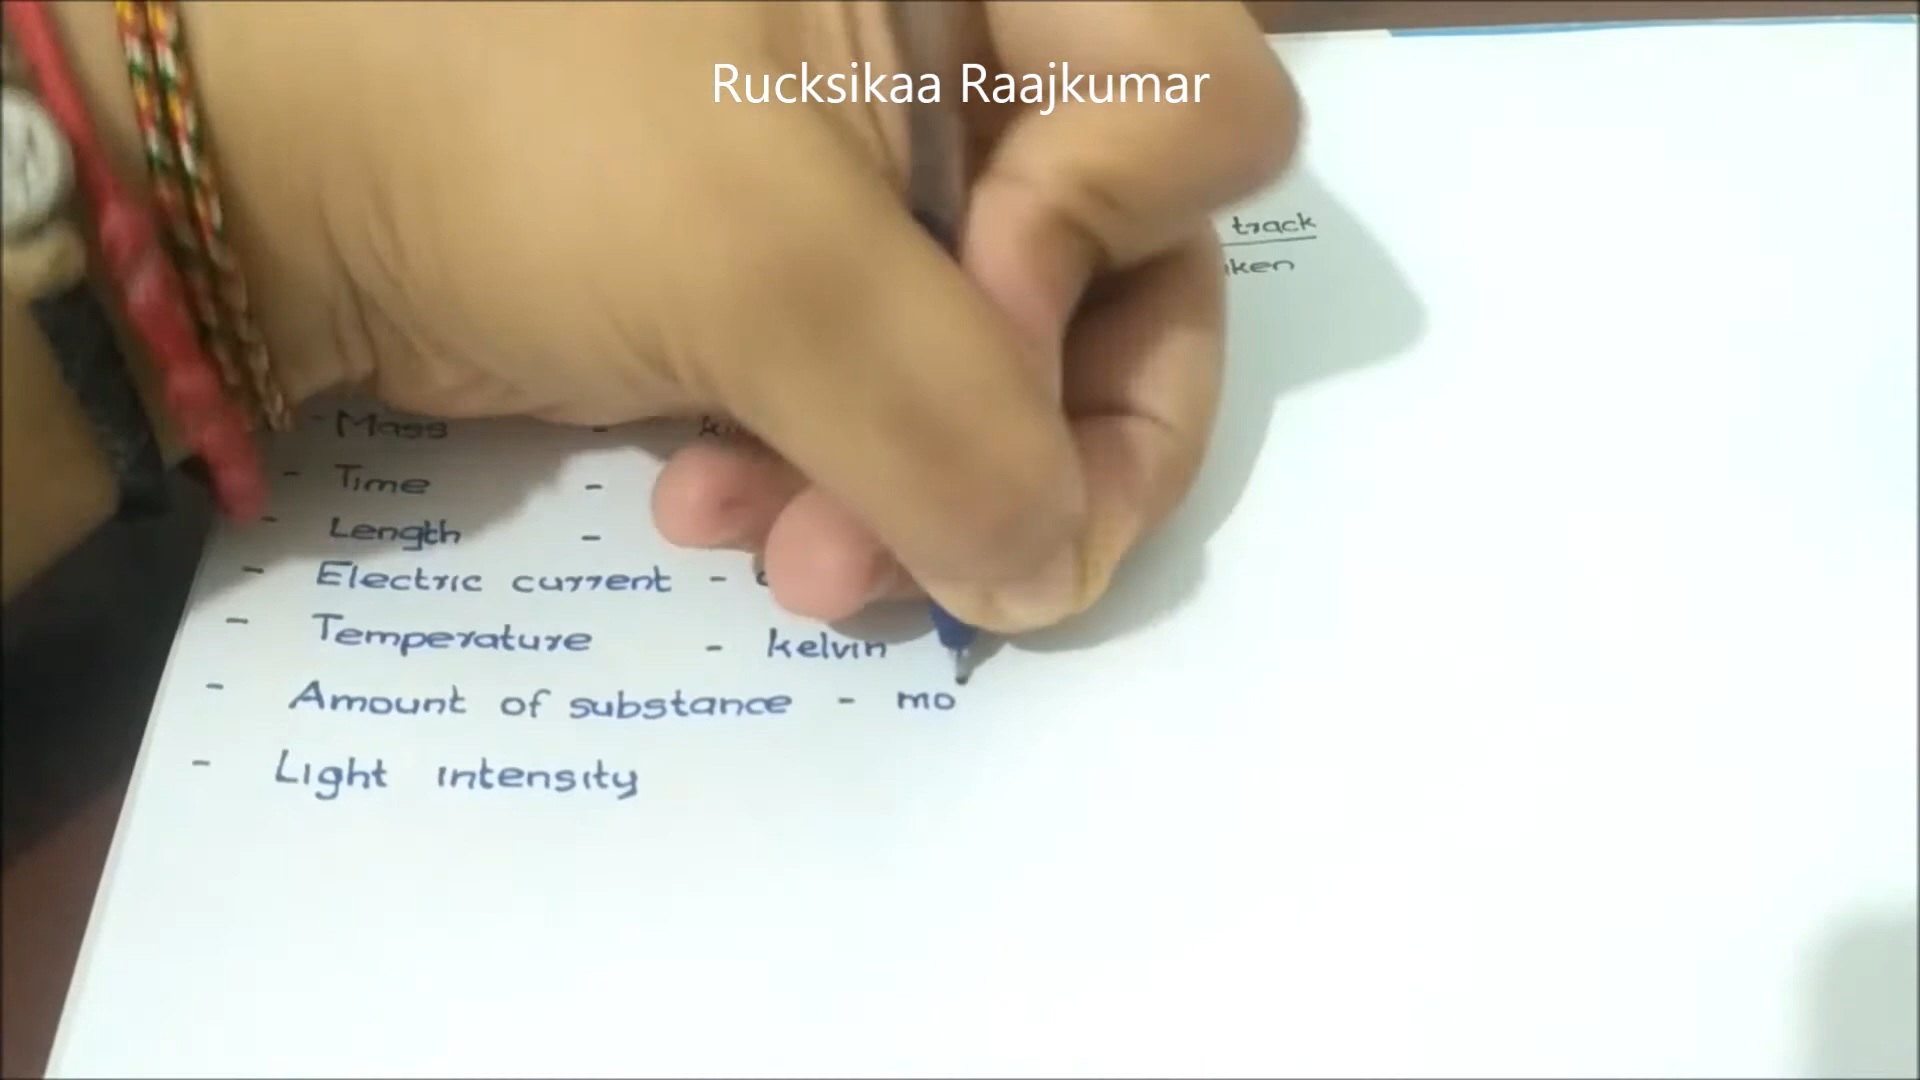 Rucksikaa Raajkumar
track
- Mass -
- Time -
- Length -
- Electric current -
- Temperature - kelvin
- Amount of substance - mo
- Light intensity